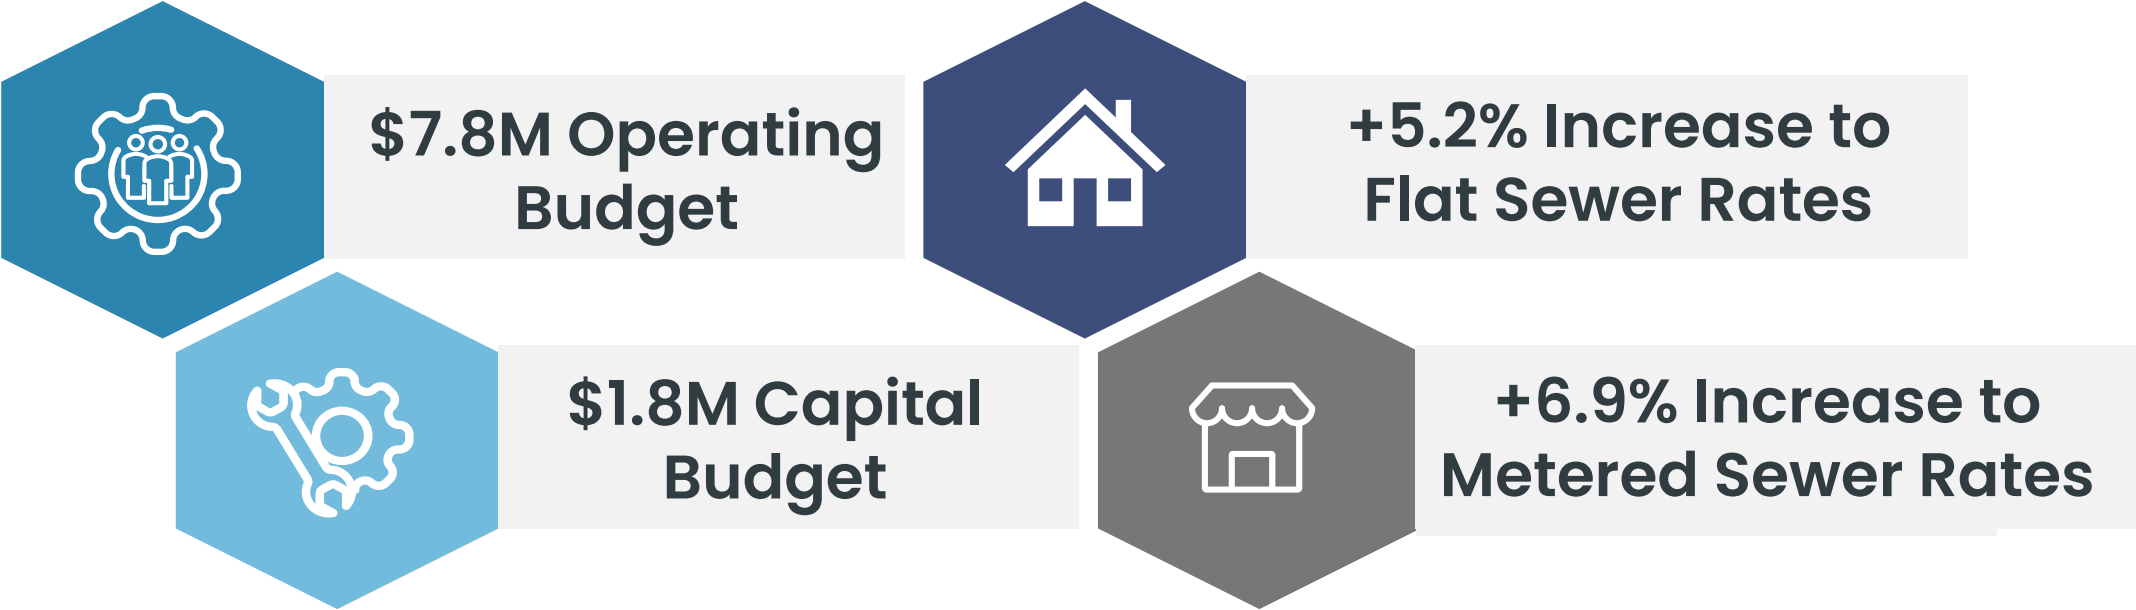 $7.8M Operating
Budget
+5.2% Increase to
Flat Sewer Rates
$1.8M Capital
Budget
+6.9% Increase to
Metered Sewer Rates